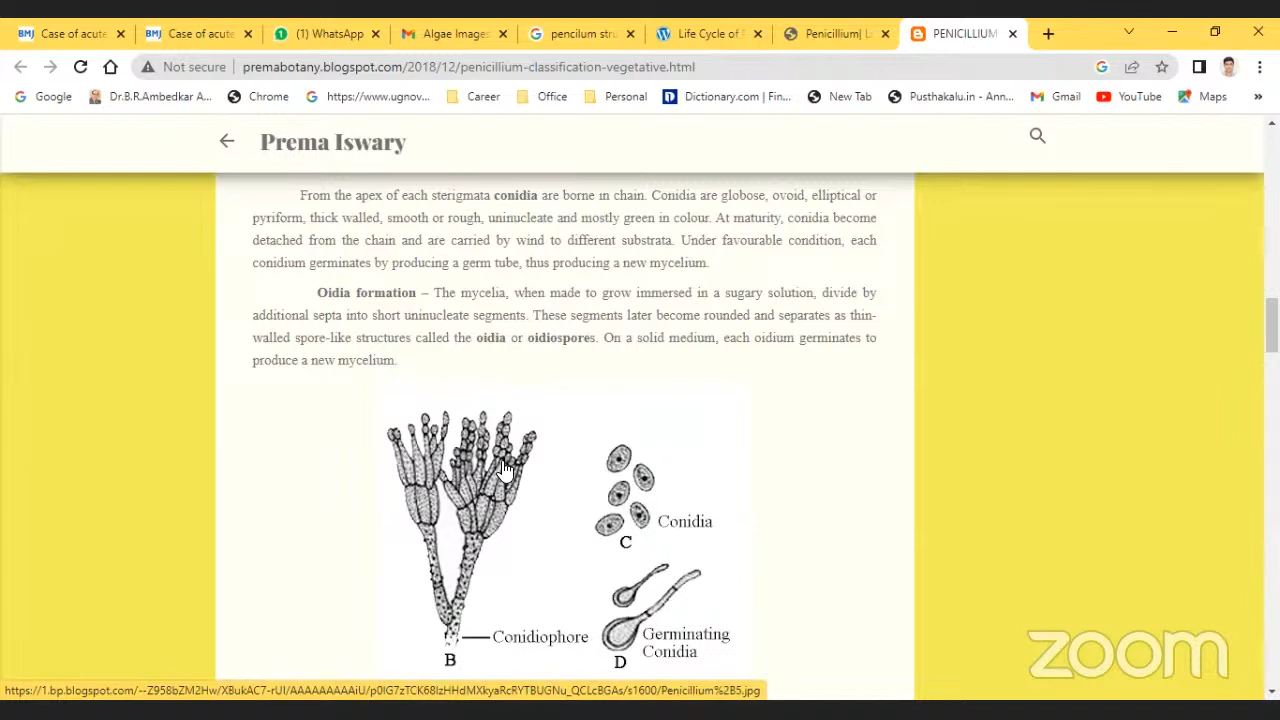 BMJ Case of acute
BMJ Case of acute
1 (1) WhatsApp
Algae Images
pencilum stru
Life Cycle of
Penicillium| L
PENICILLIUM
Not secure premabotany.blogspot.com/2018/12/penicillium-classification-vegetative.html
Google Dr.B.R.Ambedkar A... Chrome https://www.ugnov... Career Office Personal Dictionary.com | Fin... New Tab Pusthakalu.in - Ann... Gmail YouTube Maps »
Prema Iswary
From the apex of each sterigmata conidia are borne in chain. Conidia are globose, ovoid, elliptical or
pyriform, thick walled, smooth or rough, uninucleate and mostly green in colour. At maturity, conidia become
detached from the chain and are carried by wind to different substrata. Under favourable condition, each
conidium germinates by producing a germ tube, thus producing a new mycelium.
Oidia formation – The mycelia, when made to grow immersed in a sugary solution, divide by
additional septa into short uninucleate segments. These segments later become rounded and separates as thin-
walled spore-like structures called the oidia or oidiospores. On a solid medium, each oidium germinates to
produce a new mycelium.
Conidia
C
Conidiophore
B
Germinating
Conidia
D
zoom